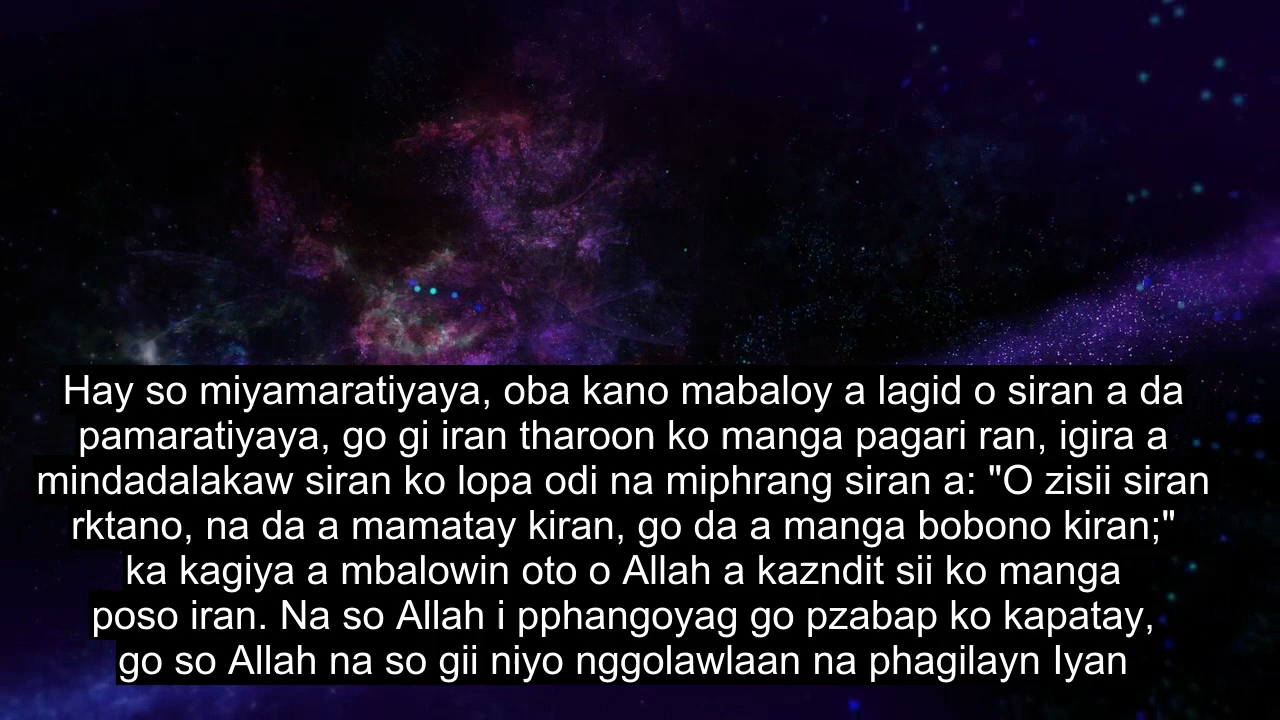 Hay so miyamaratiyaya, oba kano mabaloy a lagid o siran a da
pamaratiyaya, go gi iran tharoon ko manga pagari ran, igira a
mindadalakaw siran ko lopa odi na miphrang siran a: "O zisii siran
rktano, na da a mamatay kiran, go da a manga bobono kiran;"
ka kagiya a mbalowin oto o Allah a kazndit sii ko manga
poso iran. Na so Allah i pphangoyag go pzabap ko kapatay,
go so Allah na so gii niyo nggolawlaan na phagilayn Iyan